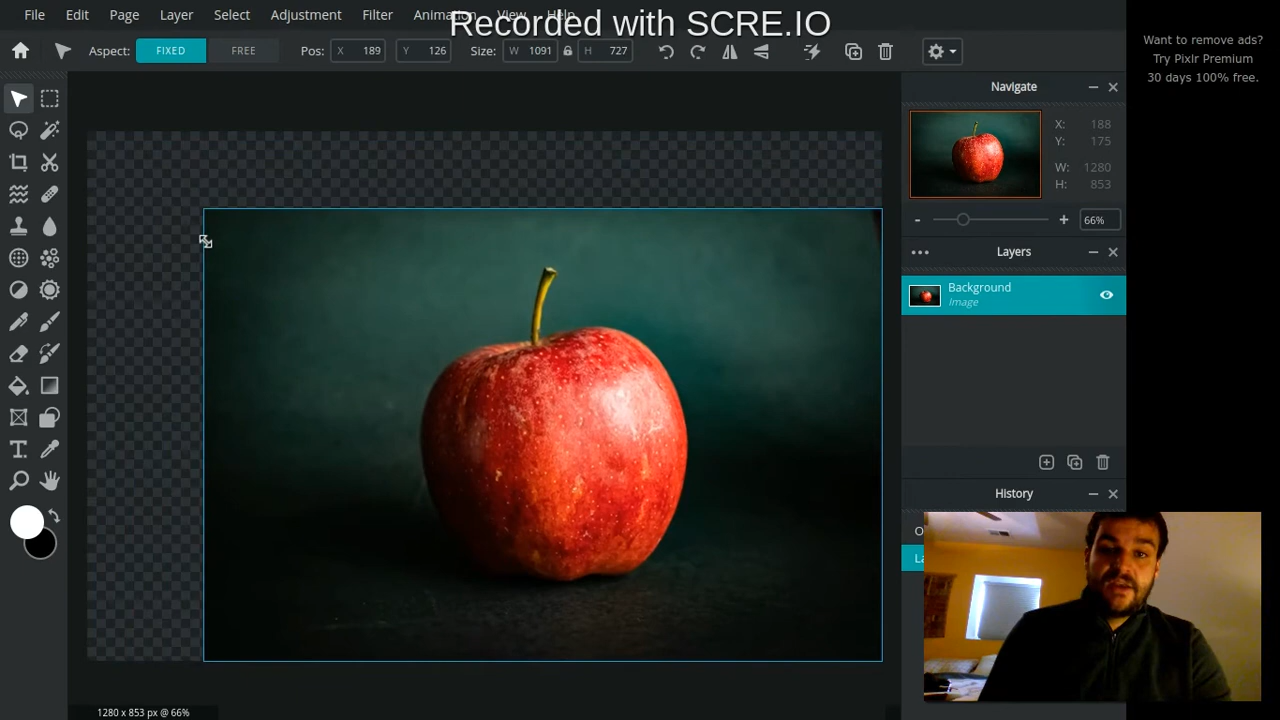 File Edit Page Layer Select Adjustment Filter View Help
Recorded with SCRE.IO
Aspect: FIXED FREE Pos: X 189 Y 126 Size: W 1091 H 727
Want to remove ads?
Try Pixlr Premium
30 days 100% free.
Navigate
X: 188
Y: 175
W: 1280
H: 853
66%
Layers
Background
Image
History
1280 x 853 px @ 66%